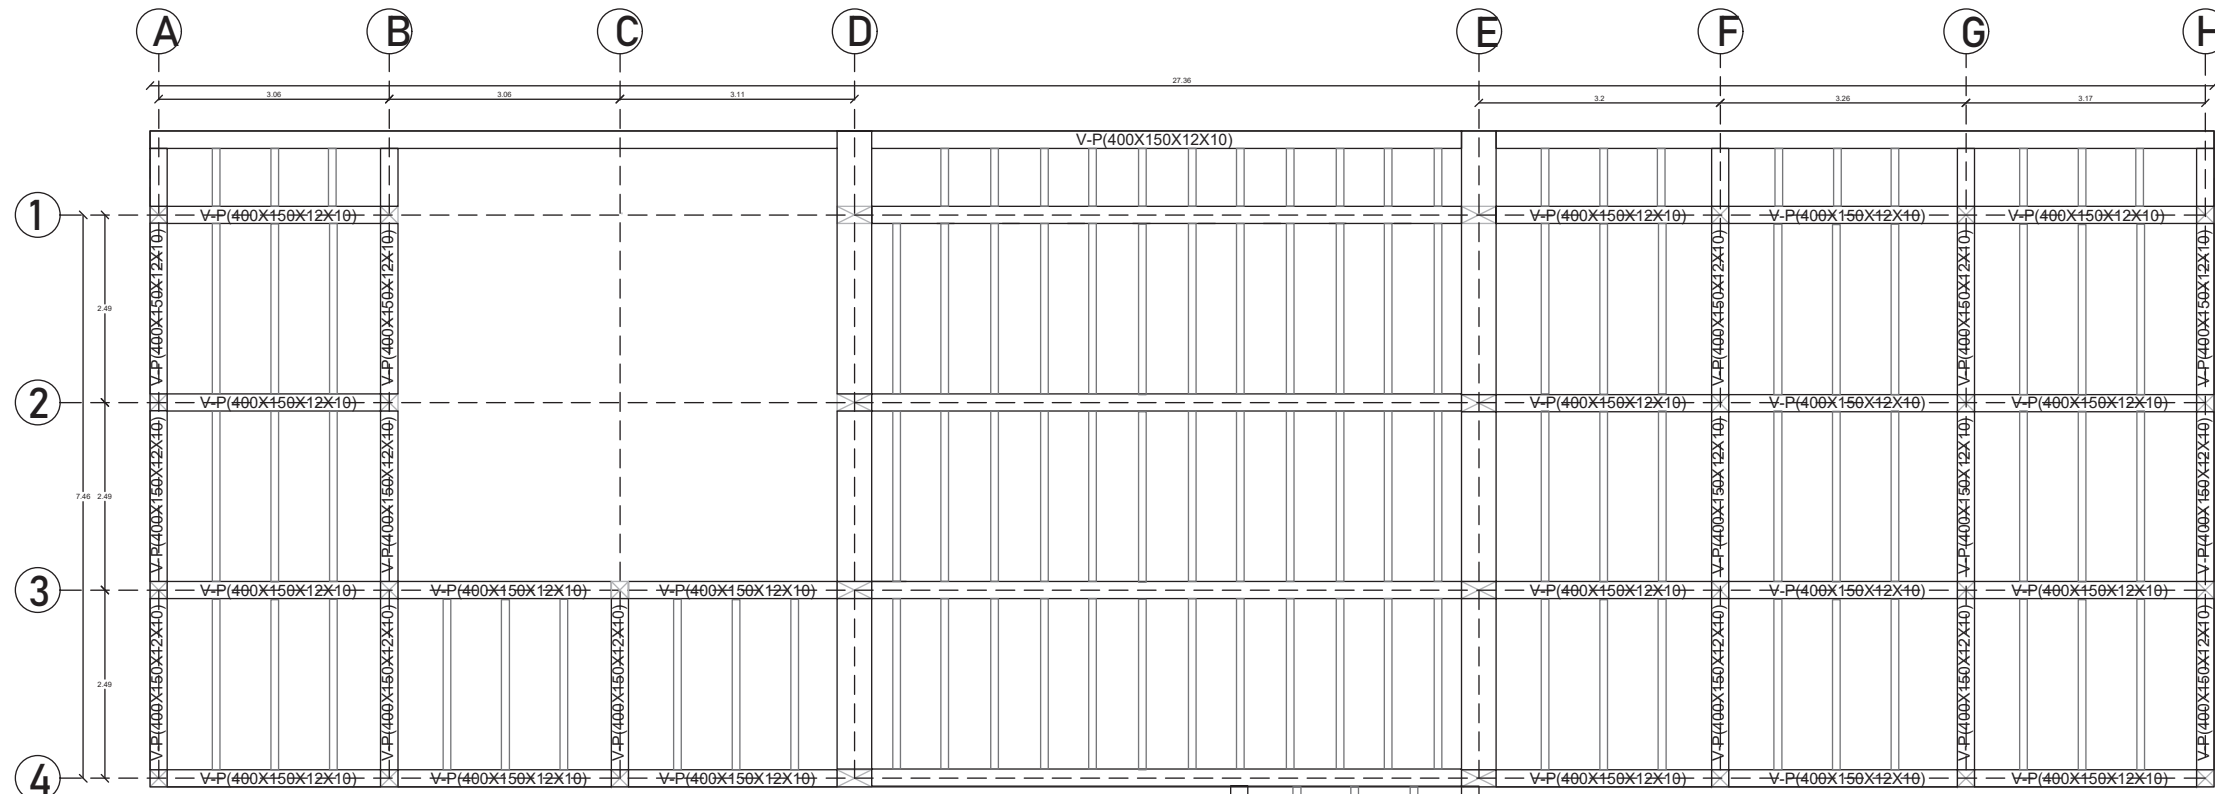 A B C D E F G H
27.36
3.06 3.06 3.11 3.2 3.26 3.17
V-P(400X150X12X10)
1
V-P(400X150X12X10) V-P(400X150X12X10) V-P(400X150X12X10) V-P(400X150X12X10)
V-P(400X150X12X10) V-P(400X150X12X10) V-P(400X150X12X10) V-P(400X150X12X10) V-P(400X150X12X10)
2.49
2
V-P(400X150X12X10) V-P(400X150X12X10) V-P(400X150X12X10) V-P(400X150X12X10)
V-P(400X150X12X10) V-P(400X150X12X10) V-P(400X150X12X10) V-P(400X150X12X10) V-P(400X150X12X10)
7.46 2.49
3
V-P(400X150X12X10) V-P(400X150X12X10) V-P(400X150X12X10) V-P(400X150X12X10) V-P(400X150X12X10) V-P(400X150X12X10)
V-P(400X150X12X10) V-P(400X150X12X10) V-P(400X150X12X10) V-P(400X150X12X10) V-P(400X150X12X10) V-P(400X150X12X10)
2.49
4
V-P(400X150X12X10) V-P(400X150X12X10) V-P(400X150X12X10) V-P(400X150X12X10) V-P(400X150X12X10) V-P(400X150X12X10)